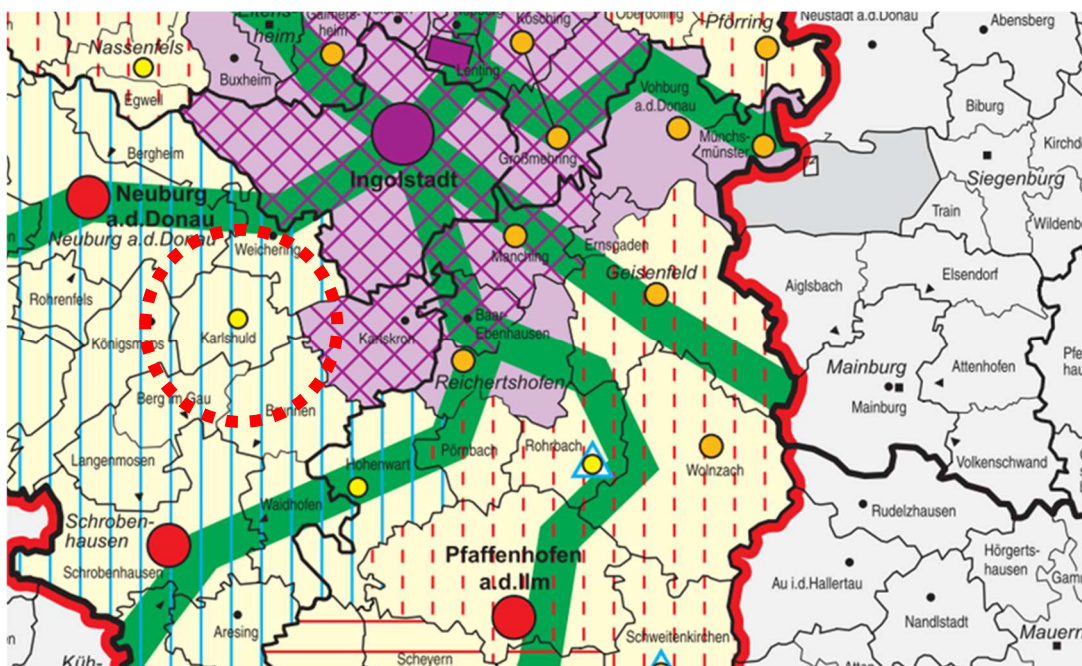 Gaimers-
heim
Kösching
Oberdolling
Pförring
Neustadt a.d.Donau
Abensberg
Nassenfels
Buxheim
Lenting
Vohburg
a.d.Donau
Egweil
Biburg
Bergheim
Großmehring
Münchs-
münster
Ingolstadt
Siegenburg
Neuburg
a.d.Donau
Train
Neuburg a.d.Donau
Weichering
Manching
Ernsgaden
Geisenfeld
Elsendorf
Aiglsbach
Rohrenfels
Karlshuld
Karlskron
Baar-
Ebenhausen
Königsmoos
Mainburg
Attenhofen
Reichertshofen
Berg im Gau
Brunnen
Mainburg
Langenmosen
Hohenwart
Pörnbach
Rohrbach
Wolnzach
Volkenschwand
Waidhofen
Schroben-
hausen
Rudelzhausen
Schrobenhausen
Pfaffenhofen
a.d.Ilm
Hörgerts-
hausen
Au i.d.Hallertau
Aresing
Nandlstadt
Schweitenkirchen
Scheyern